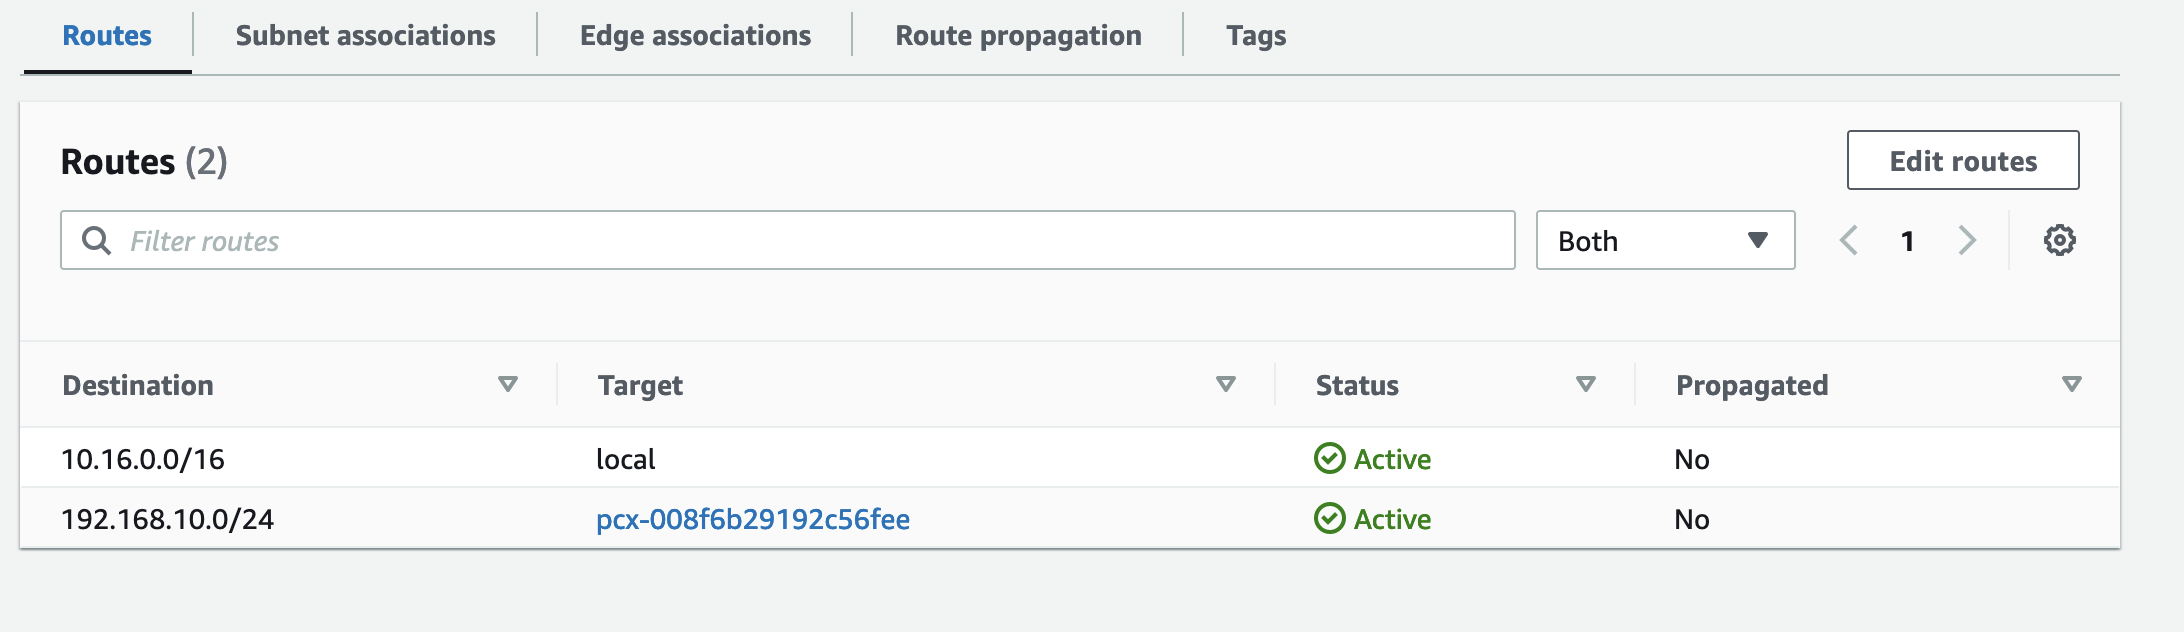 Routes Subnet associations Edge associations Route propagation Tags
Routes (2) Edit routes
Filter routes Both 1
Destination Target Status Propagated
10.16.0.0/16 local Active No
192.168.10.0/24 pcx-008f6b29192c56fee Active No